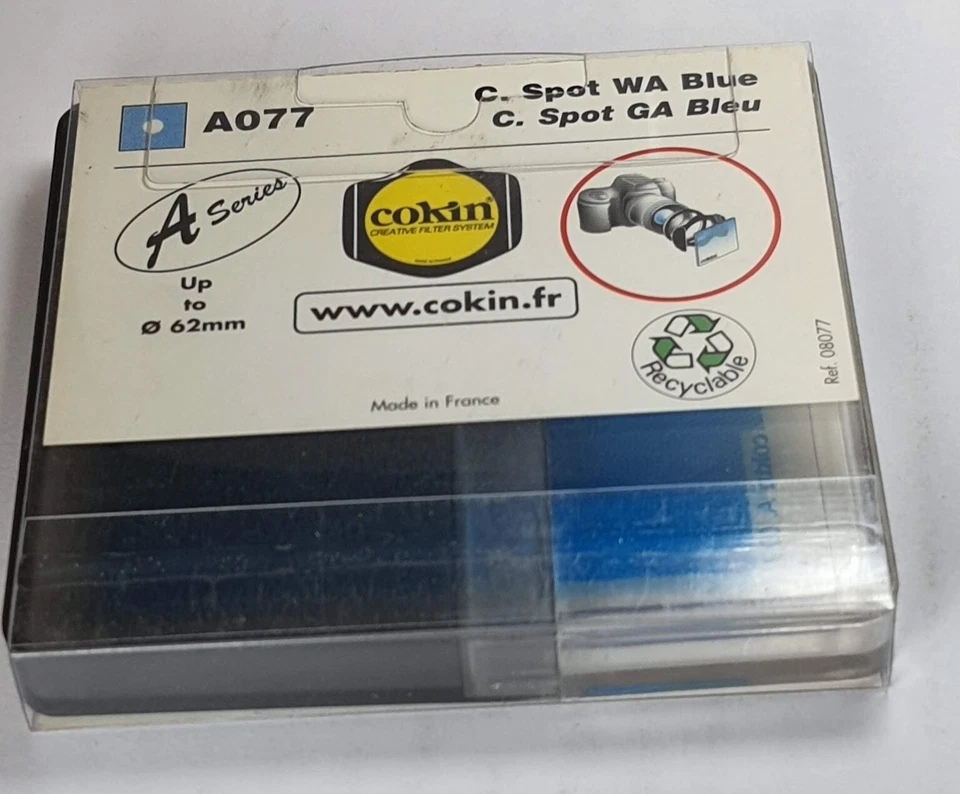 A077
C. Spot WA Blue
C. Spot GA Bleu
A Series
Up
to
Ø 62mm
cokin®
CREATIVE FILTER SYSTEM
www.cokin.fr
Recyclable
Ref. 08077
Made in France